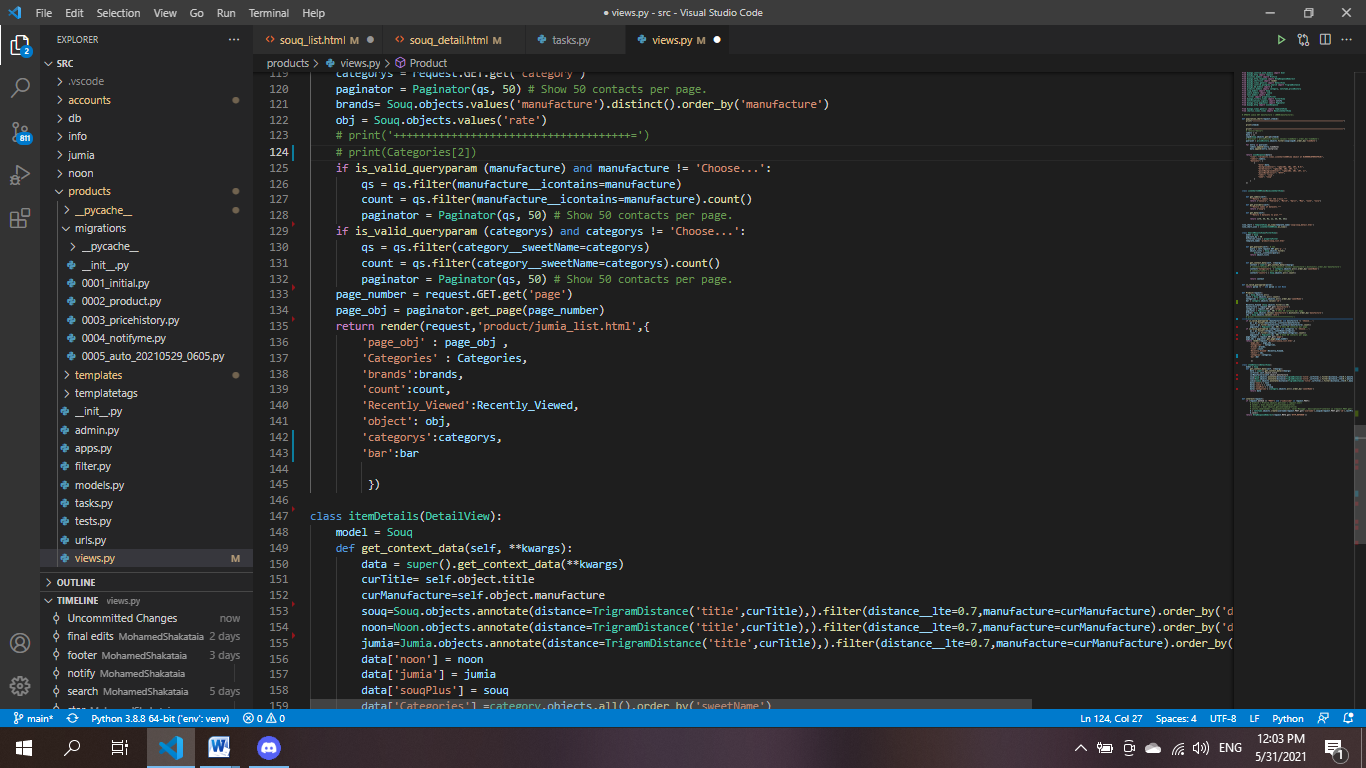 File Edit Selection View Go Run Terminal Help
● views.py - src - Visual Studio Code
EXPLORER
souq_list.html M
souq_detail.html M
tasks.py
views.py M
products > views.py > Product
SRC
.vscode
accounts
db
info
jumia
noon
products
__pycache__
migrations
__pycache__
__init__.py
0001_initial.py
0002_product.py
0003_pricehistory.py
0004_notifyme.py
0005_auto_20210529_0605.py
templates
templatetags
__init__.py
admin.py
apps.py
filter.py
models.py
tasks.py
tests.py
urls.py
views.py M
OUTLINE
TIMELINE views.py
Uncommitted Changes now
final edits MohamedShakataia 2 days
footer MohamedShakataia 3 days
notify MohamedShakataia
search MohamedShakataia 5 days
2
811
119 categorys = request.GET.get('category')
120 paginator = Paginator(qs, 50) # Show 50 contacts per page.
121 brands= Souq.objects.values('manufacture').distinct().order_by('manufacture')
122 obj = Souq.objects.values('rate')
123 # print('+++++++++++++++++++++++++++++++++++++=')
124 # print(Categories[2])
125 if is_valid_queryparam (manufacture) and manufacture != 'Choose...':
126 qs = qs.filter(manufacture__icontains=manufacture)
127 count = qs.filter(manufacture__icontains=manufacture).count()
128 paginator = Paginator(qs, 50) # Show 50 contacts per page.
129 if is_valid_queryparam (categorys) and categorys != 'Choose...':
130 qs = qs.filter(category__sweetName=categorys)
131 count = qs.filter(category__sweetName=categorys).count()
132 paginator = Paginator(qs, 50) # Show 50 contacts per page.
133 page_number = request.GET.get('page')
134 page_obj = paginator.get_page(page_number)
135 return render(request,'product/jumia_list.html',{
136 'page_obj' : page_obj ,
137 'Categories' : Categories,
138 'brands':brands,
139 'count':count,
140 'Recently_Viewed':Recently_Viewed,
141 'object': obj,
142 'categorys':categorys,
143 'bar':bar
144
145 })
146
147 class itemDetails(DetailView):
148 model = Souq
149 def get_context_data(self, **kwargs):
150 data = super().get_context_data(**kwargs)
151 curTitle= self.object.title
152 curManufacture=self.object.manufacture
153 souq=Souq.objects.annotate(distance=TrigramDistance('title',curTitle),).filter(distance__lte=0.7,manufacture=curManufacture).order_by('d
154 noon=Noon.objects.annotate(distance=TrigramDistance('title',curTitle),).filter(distance__lte=0.7,manufacture=curManufacture).order_by('d
155 jumia=Jumia.objects.annotate(distance=TrigramDistance('title',curTitle),).filter(distance__lte=0.7,manufacture=curManufacture).order_by(
156 data['noon'] = noon
157 data['jumia'] = jumia
158 data['souqPlus'] = souq
159 data['Categories'] =category.objects.all().order_by('sweetName')
main* Python 3.8.8 64-bit ('env': venv) 0 0
Ln 124, Col 27 Spaces: 4 UTF-8 LF Python
ENG
12:03 PM
5/31/2021
1